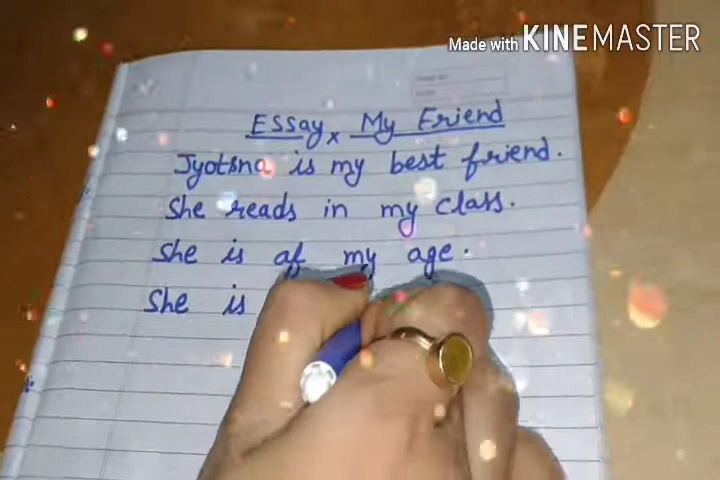 Made with KINEMASTER
Essay x My Friend
Jyotsna is my best friend.
She reads in my class.
She is of my age.
She is